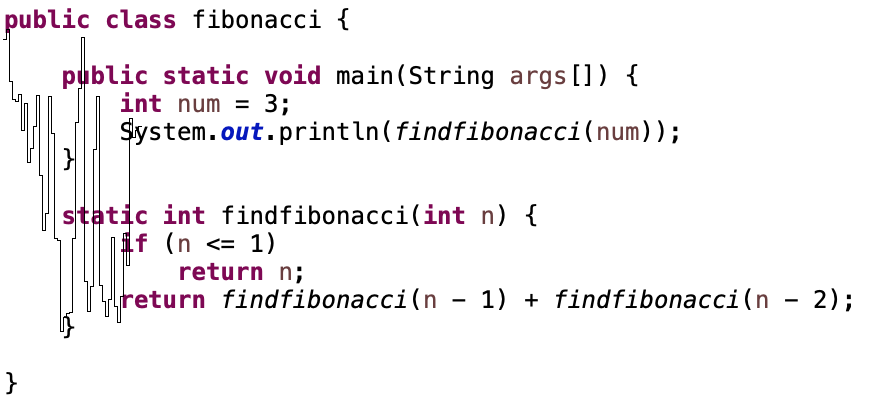 public class fibonacci {
public static void main(String args[]) {
int num = 3;
System.out.println(findfibonacci(num));
}
static int findfibonacci(int n) {
if (n <= 1)
return n;
return findfibonacci(n - 1) + findfibonacci(n - 2);
}
}